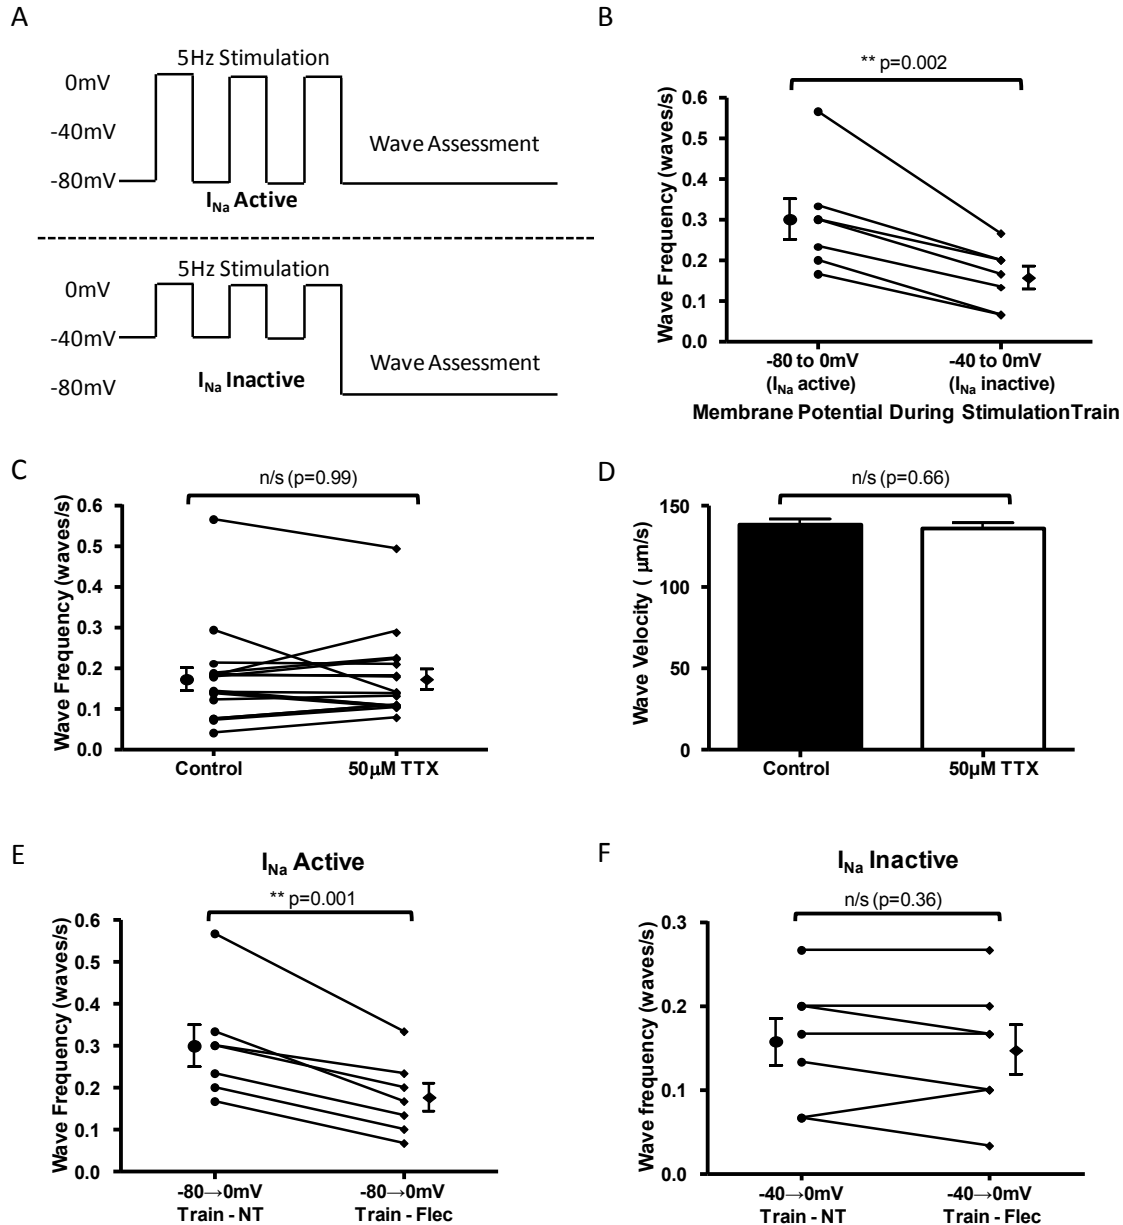 A
5Hz Stimulation
0mV
-40mV
Wave Assessment
-80mV
I_Na Active
5Hz Stimulation
0mV
-40mV
Wave Assessment
I_Na Inactive
-80mV
B
** p=0.002
Wave Frequency (waves/s)
0.6
0.5
0.4
0.3
0.2
0.1
0.0
-80 to 0mV
(I_Na active)
-40 to 0mV
(I_Na inactive)
Membrane Potential During StimulationTrain
C
n/s (p=0.99)
Wave Frequency (waves/s)
0.6
0.5
0.4
0.3
0.2
0.1
0.0
Control
50μM TTX
D
n/s (p=0.66)
Wave Velocity ( μm/s)
150
100
50
0
Control
50μM TTX
E
I_Na Active
** p=0.001
Wave Frequency (waves/s)
0.6
0.5
0.4
0.3
0.2
0.1
0.0
-80→0mV
Train - NT
-80→0mV
Train - Flec
F
I_Na Inactive
n/s (p=0.36)
Wave frequency (waves/s)
0.3
0.2
0.1
0.0
-40→0mV
Train - NT
-40→0mV
Train - Flec